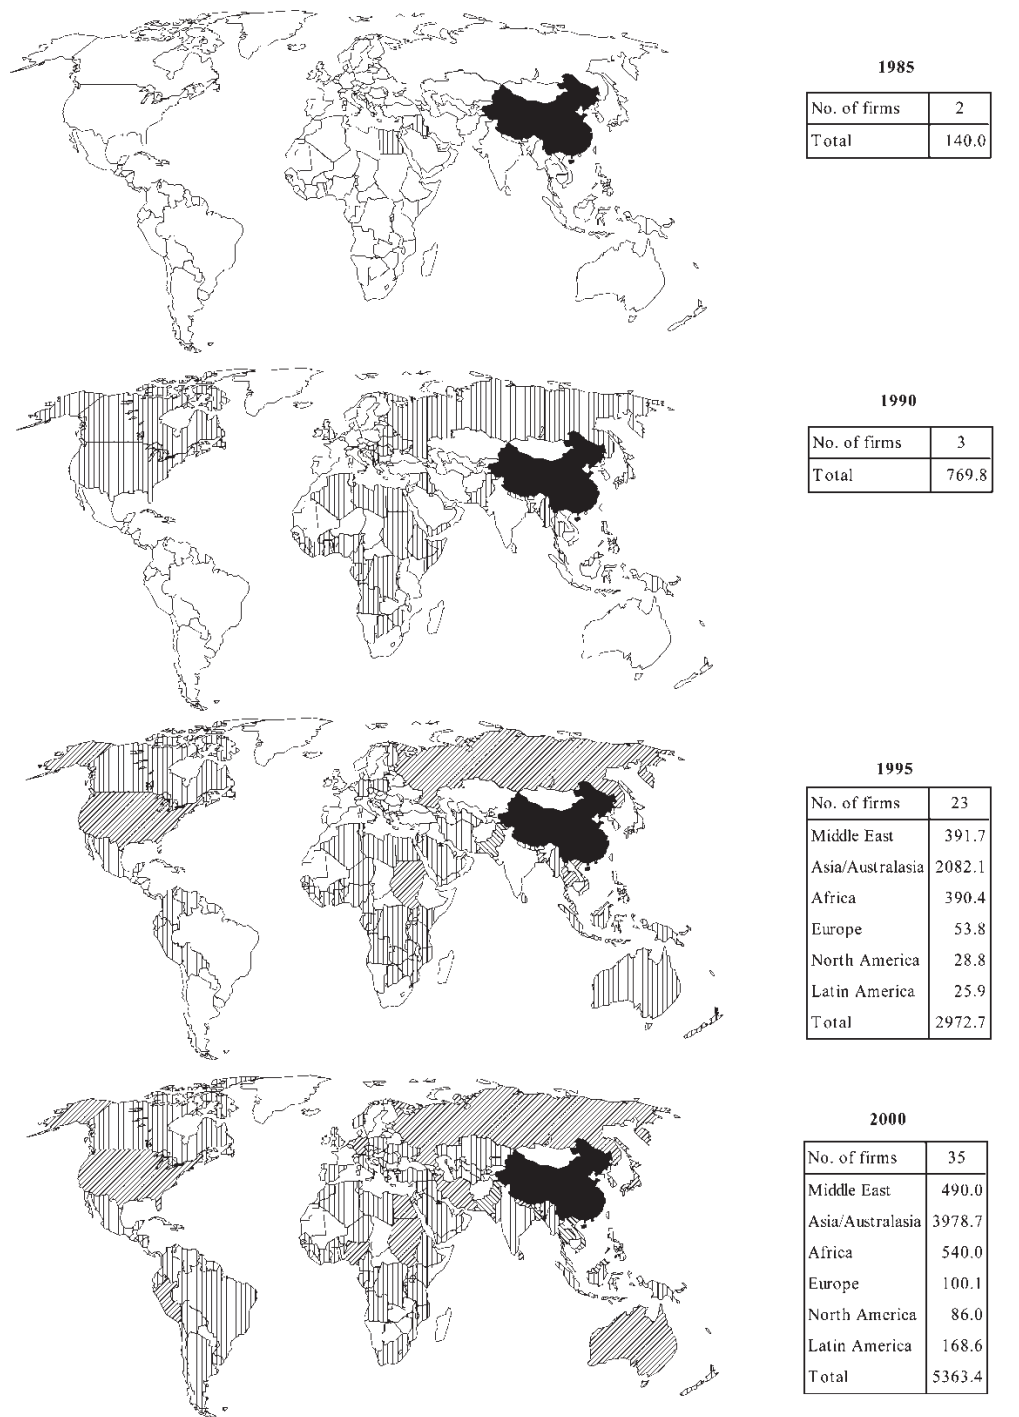 1985
No. of firms 2
Total 140.0
1990
No. of firms 3
Total 769.8
1995
No. of firms 23
Middle East 391.7
Asia/Australasia 2082.1
Africa 390.4
Europe 53.8
North America 28.8
Latin America 25.9
Total 2972.7
2000
No. of firms 35
Middle East 490.0
Asia/Australasia 3978.7
Africa 540.0
Europe 100.1
North America 86.0
Latin America 168.6
Total 5363.4